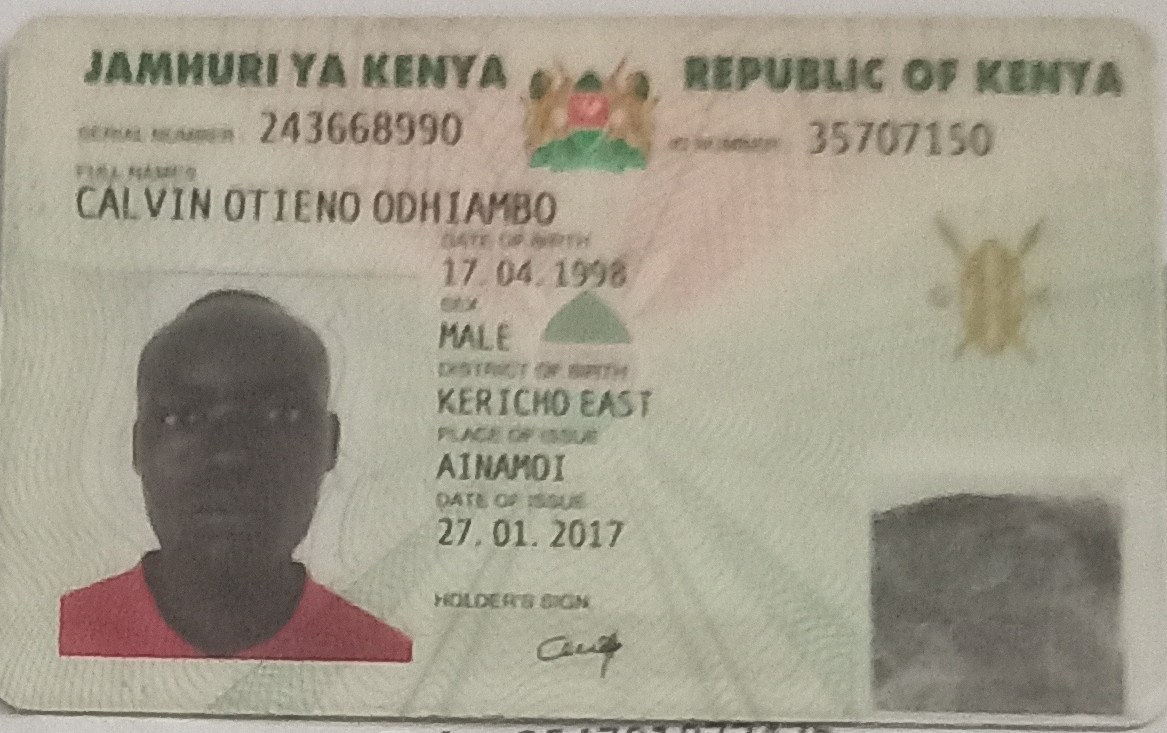 JAMHURI YA KENYA REPUBLIC OF KENYA
SERIAL NUMBER 243668990 ID NUMBER 35707150
FULL NAMES
CALVIN OTIENO ODHIAMBO
DATE OF BIRTH
17.04.1998
SEX
MALE
DISTRICT OF BIRTH
KERICHO EAST
PLACE OF ISSUE
AINAMOI
DATE OF ISSUE
27.01.2017
HOLDER'S SIGN